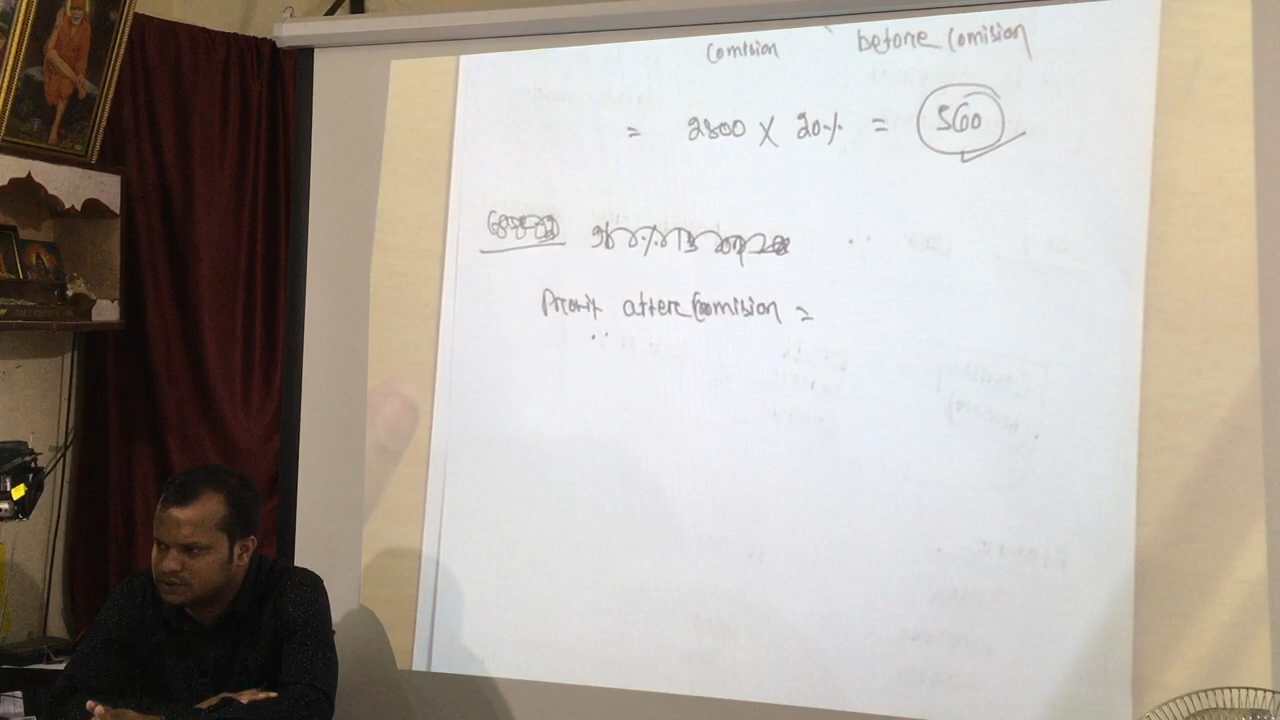 Comision before Comision
= 2800 X 20% = 560
Profit after Comision =